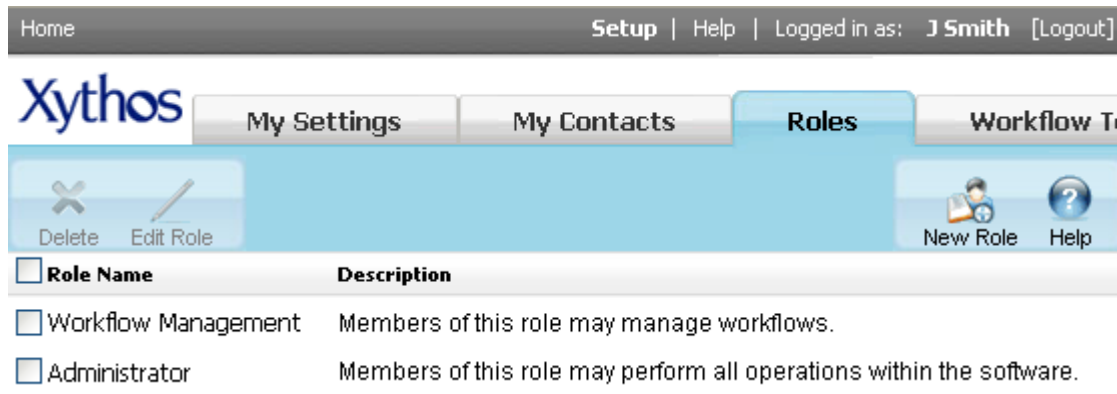 Home Setup | Help | Logged in as: J Smith [Logout]
Xythos My Settings My Contacts Roles Workflow T
Delete Edit Role New Role Help
Role Name Description
Workflow Management Members of this role may manage workflows.
Administrator Members of this role may perform all operations within the software.